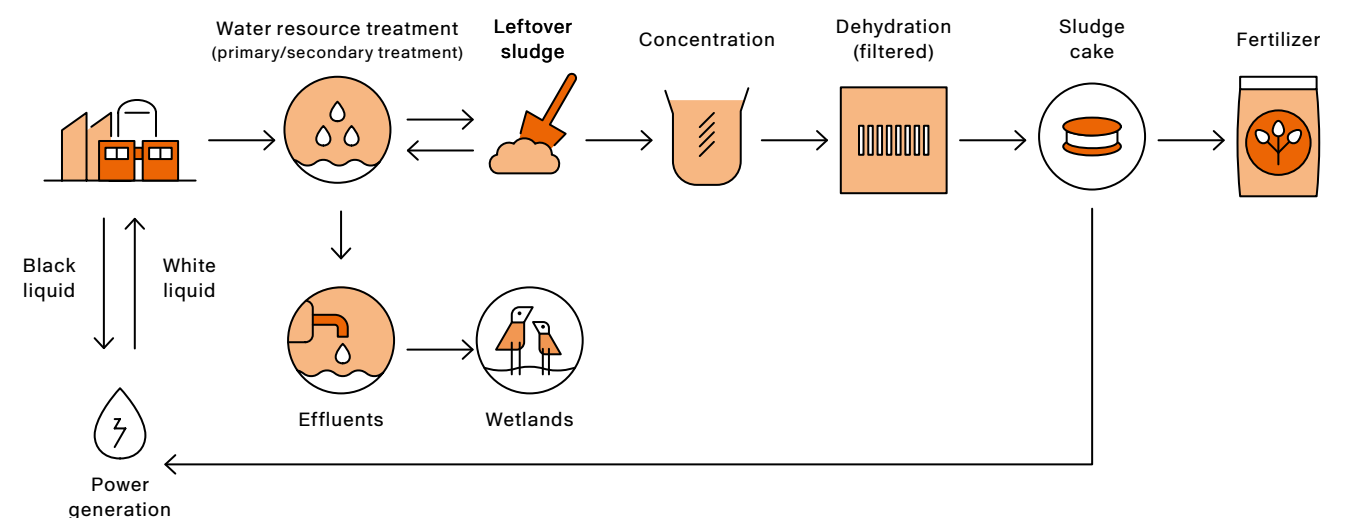 Water resource treatment
(primary/secondary treatment)
Leftover
sludge
Concentration
Dehydration
(filtered)
Sludge
cake
Fertilizer
Black
liquid
White
liquid
Effluents
Wetlands
Power
generation